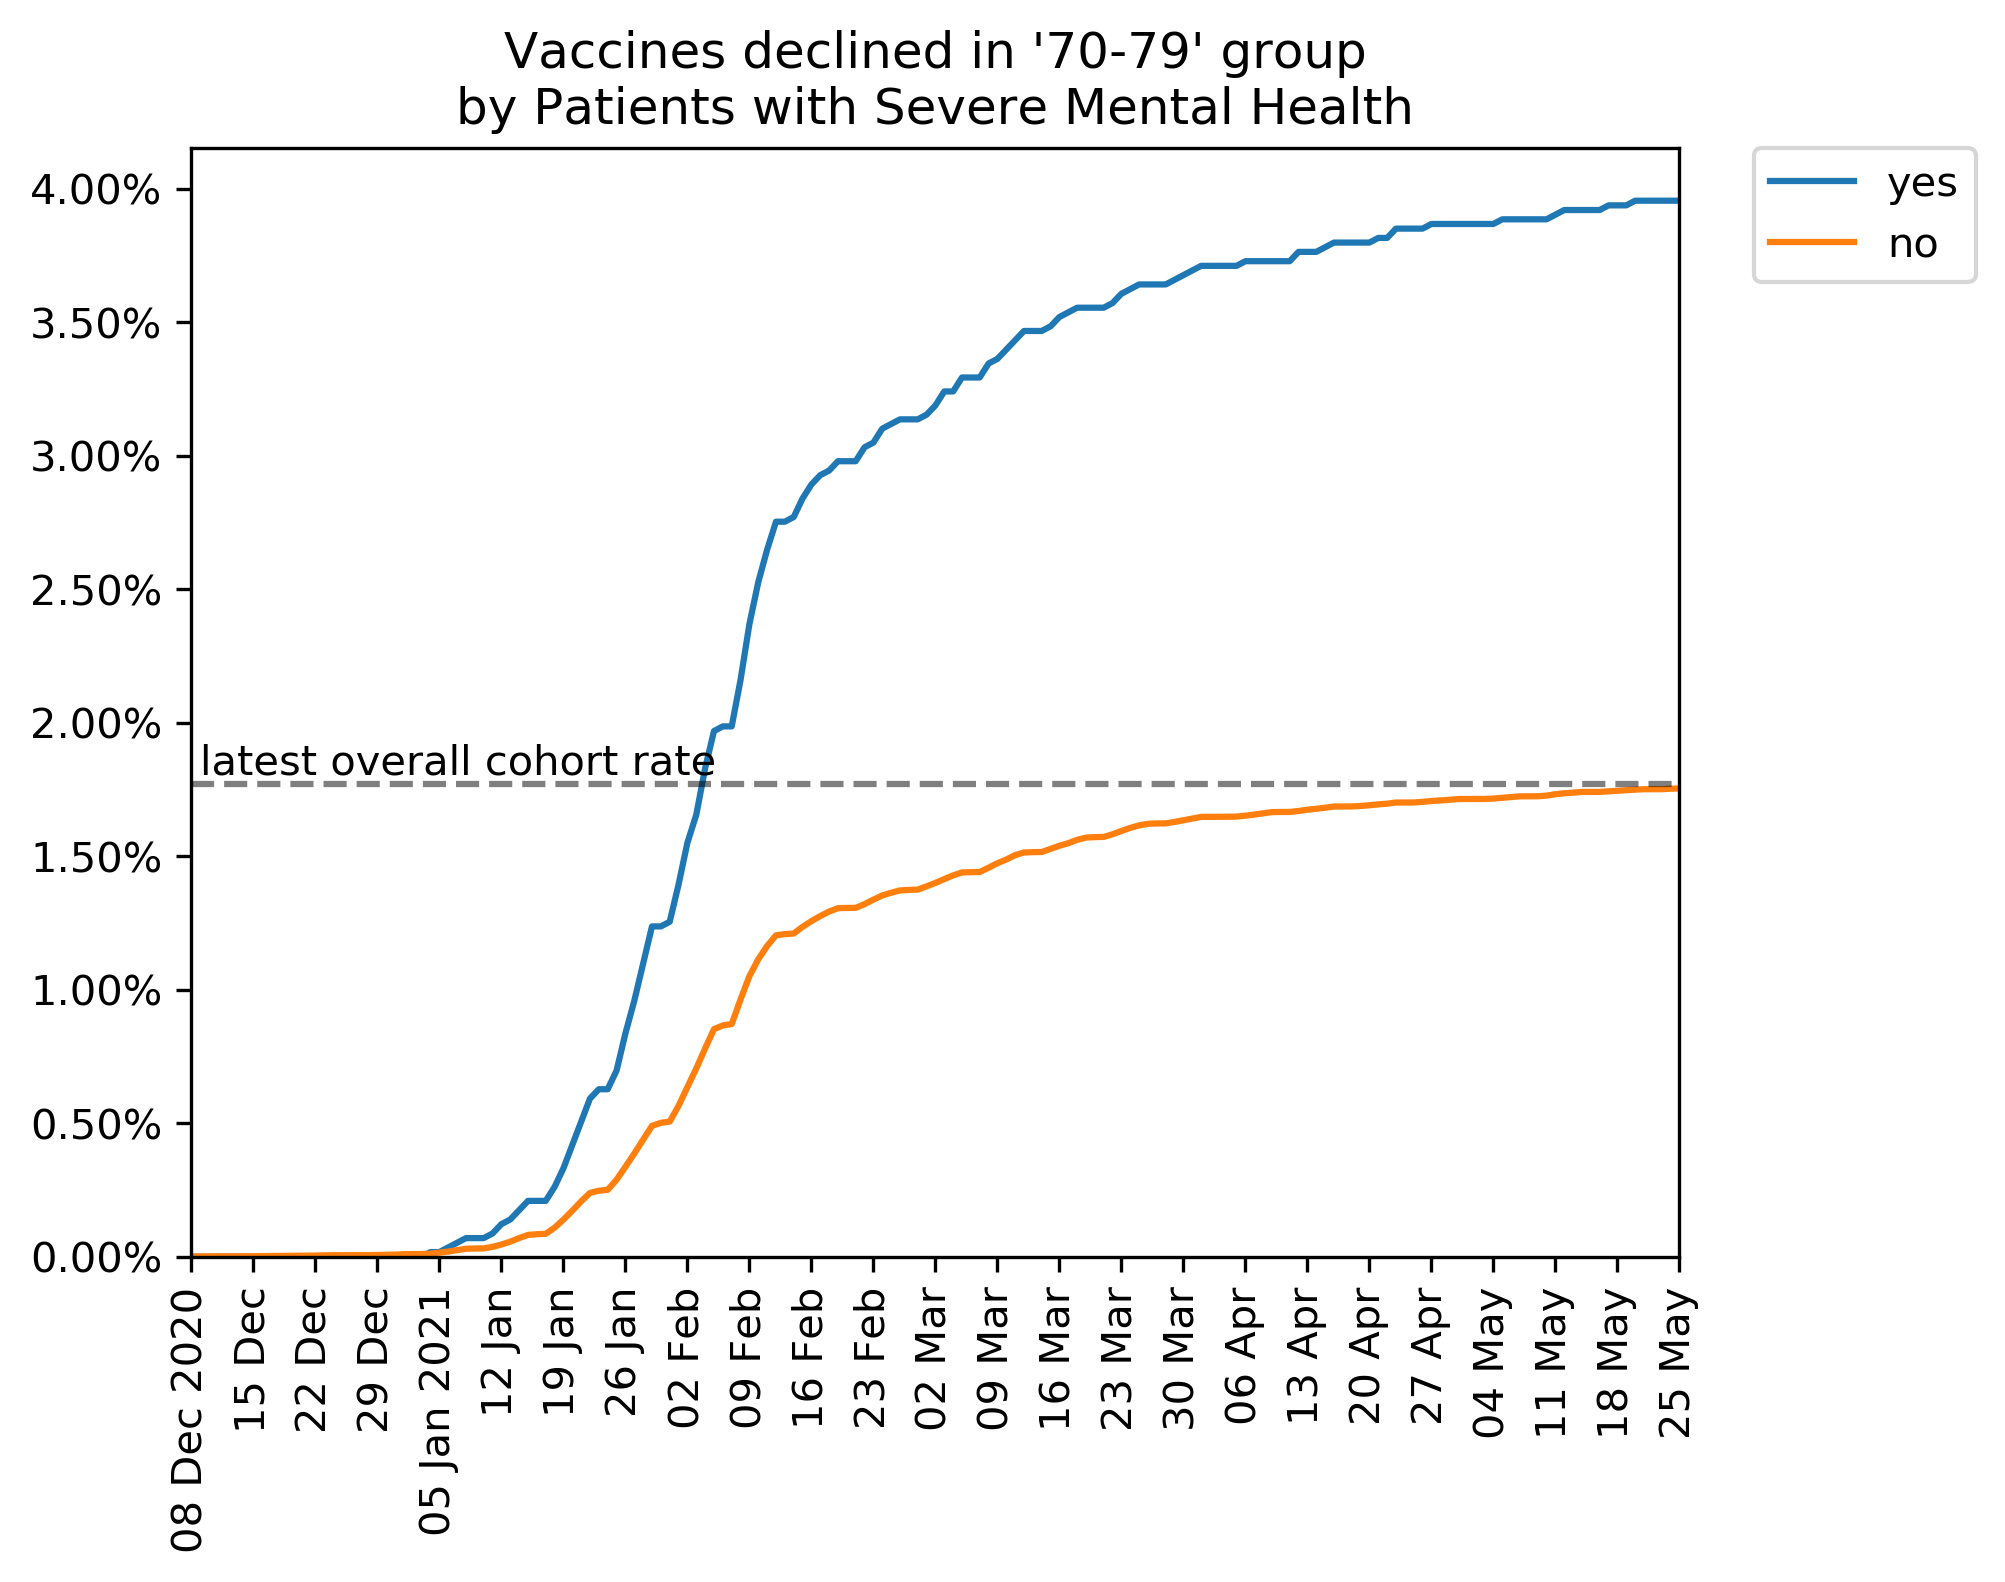 Vaccines declined in '70-79' group
by Patients with Severe Mental Health
yes
no
4.00%
3.50%
3.00%
2.50%
2.00%
1.50%
1.00%
0.50%
0.00%
latest overall cohort rate
08 Dec 2020
15 Dec
22 Dec
29 Dec
05 Jan 2021
12 Jan
19 Jan
26 Jan
02 Feb
09 Feb
16 Feb
23 Feb
02 Mar
09 Mar
16 Mar
23 Mar
30 Mar
06 Apr
13 Apr
20 Apr
27 Apr
04 May
11 May
18 May
25 May